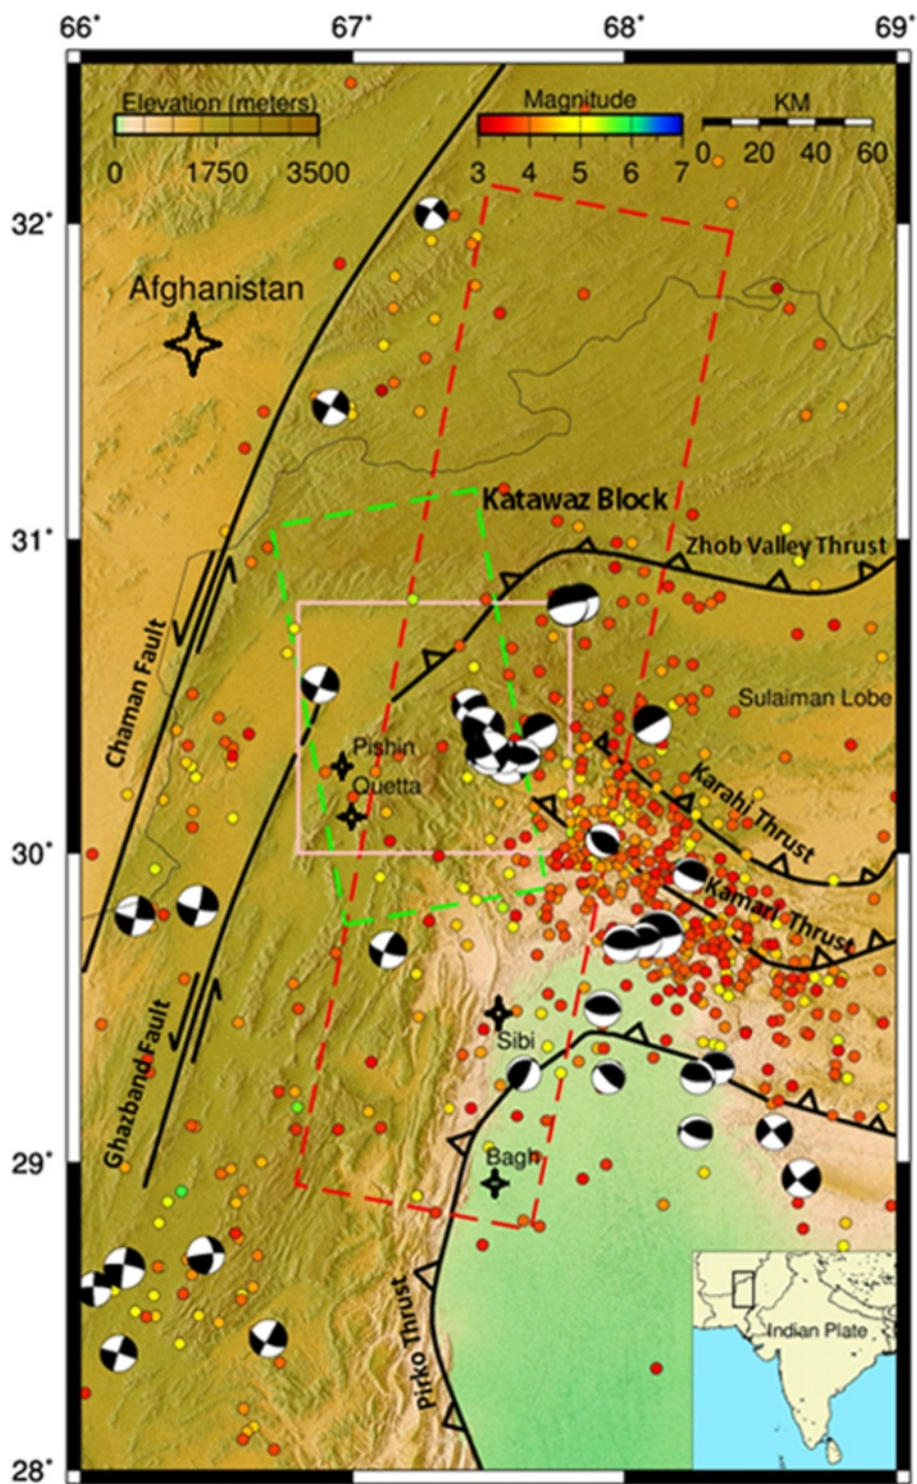 66° 67° 68° 69°
Elevation (meters) Magnitude KM
0 1750 3500 3 4 5 6 7 0 20 40 60
32°
Afghanistan
Katawaz Block
31°
Zhob Valley Thrust
Chaman Fault
Sulaiman Lobe
Pishin
Quetta
Karahi Thrust
30°
Kamari Thrust
Ghazband Fault
Sibi
29°
Bagh
Pirko Thrust
Indian Plate
28°